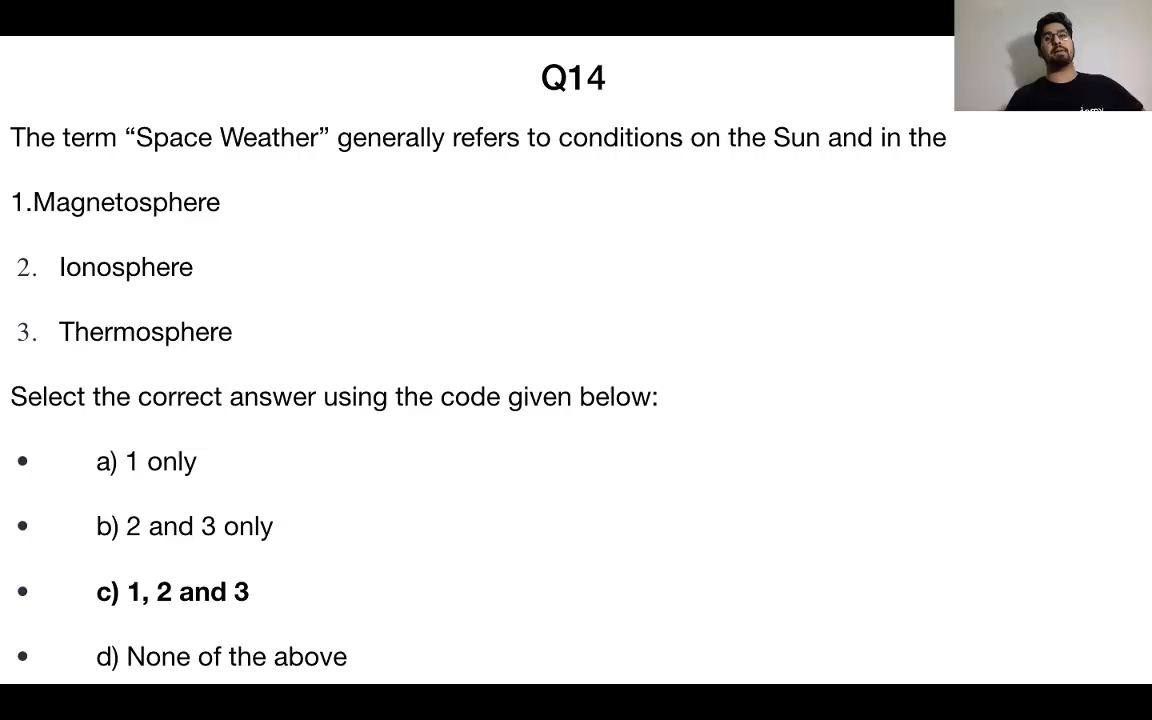 Q14
The term “Space Weather” generally refers to conditions on the Sun and in the
1.Magnetosphere
2. Ionosphere
3. Thermosphere
Select the correct answer using the code given below:
• a) 1 only
• b) 2 and 3 only
• c) 1, 2 and 3
• d) None of the above